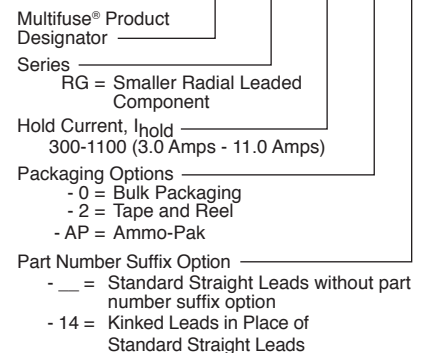 Multifuse® Product
Designator
Series
RG = Smaller Radial Leaded
Component
Hold Current, Ihold
300-1100 (3.0 Amps - 11.0 Amps)
Packaging Options
- 0 = Bulk Packaging
- 2 = Tape and Reel
- AP = Ammo-Pak
Part Number Suffix Option
- __ = Standard Straight Leads without part
number suffix option
- 14 = Kinked Leads in Place of
Standard Straight Leads